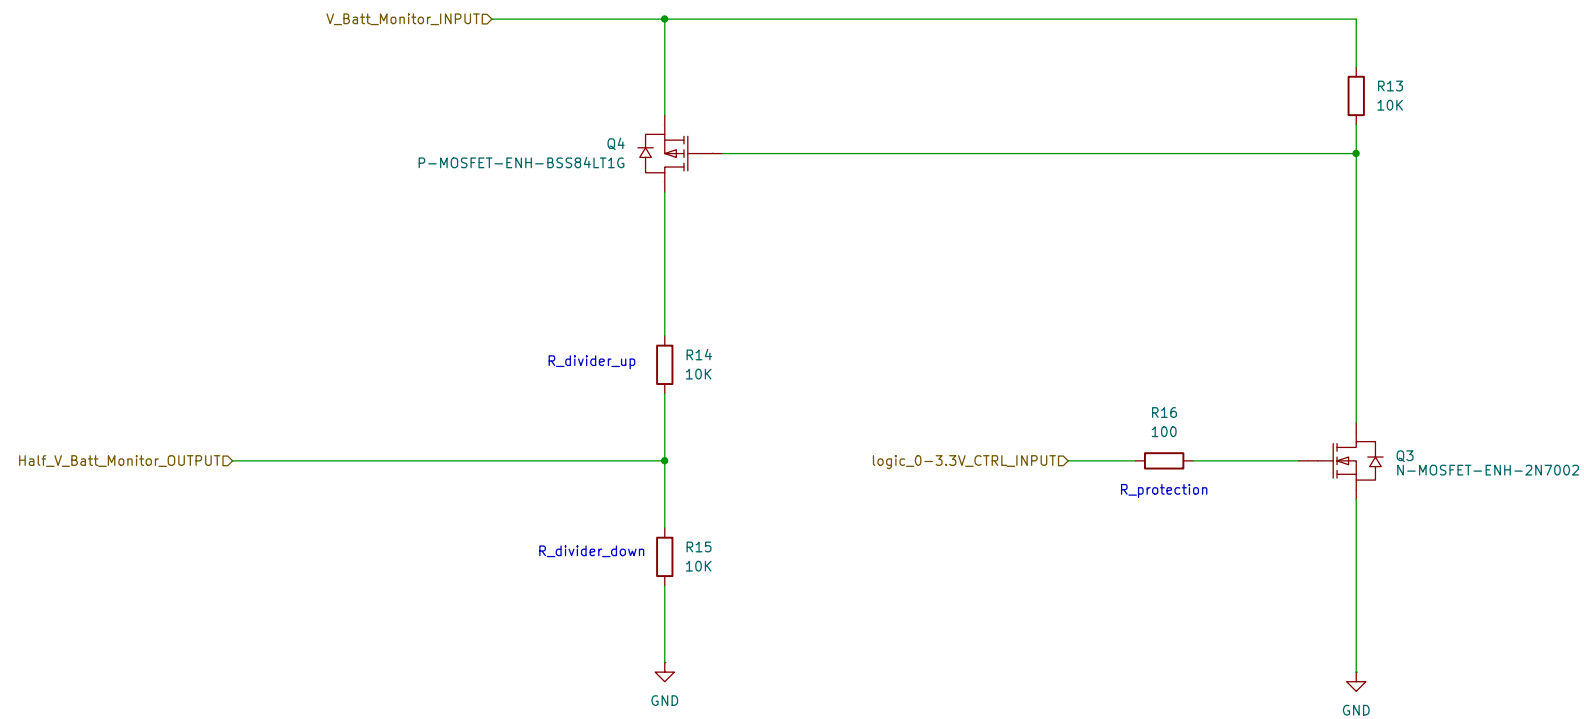 V_Batt_Monitor_INPUT
R13
10K
Q4
P-MOSFET-ENH-BSS84LT1G
R_divider_up
R14
10K
R16
100
Half_V_Batt_Monitor_OUTPUT
logic_0-3.3V_CTRL_INPUT
Q3
N-MOSFET-ENH-2N7002
R_protection
R_divider_down
R15
10K
GND
GND